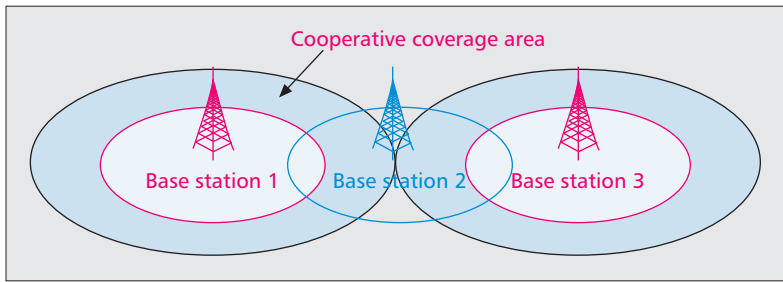 Cooperative coverage area
Base station 1
Base station 2
Base station 3